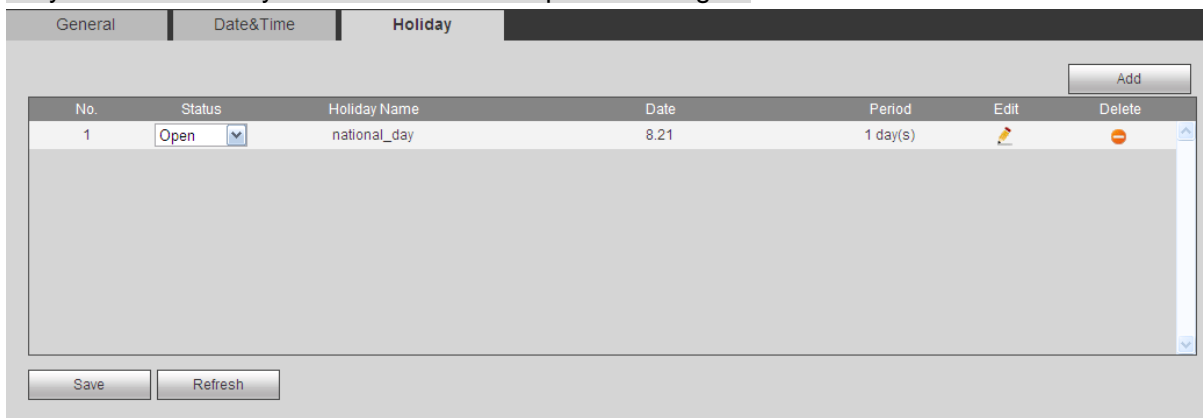 General Date&Time Holiday
Add
No. Status Holiday Name Date Period Edit Delete
1 Open national_day 8.21 1 day(s)
Save Refresh